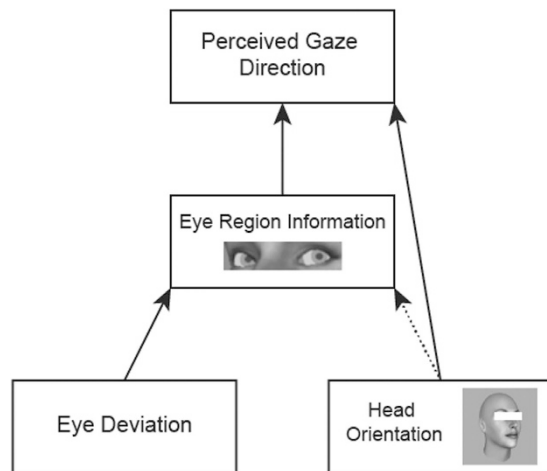 Perceived Gaze
Direction
Eye Region Information
Eye Deviation
Head
Orientation